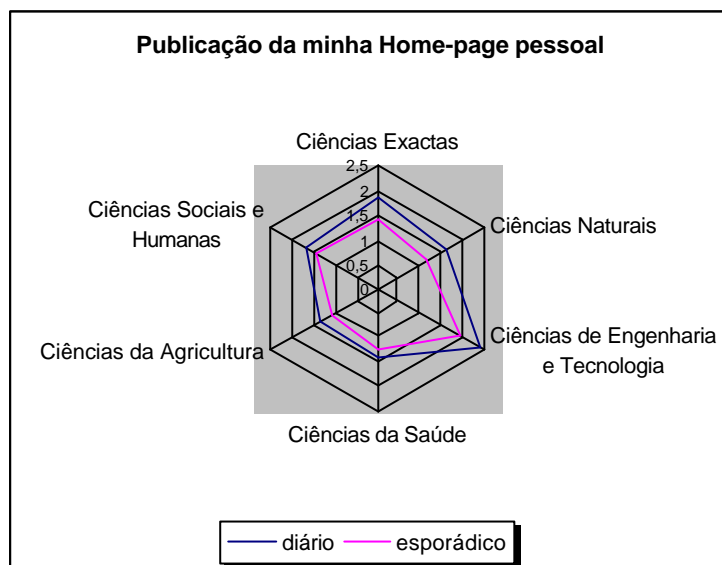 Publicação da minha Home-page pessoal
Ciências Exactas
2,5
2
1,5
1
0,5
0
Ciências Naturais
Ciências de Engenharia
e Tecnologia
Ciências da Saúde
Ciências da Agricultura
Ciências Sociais e
Humanas
diário
esporádico